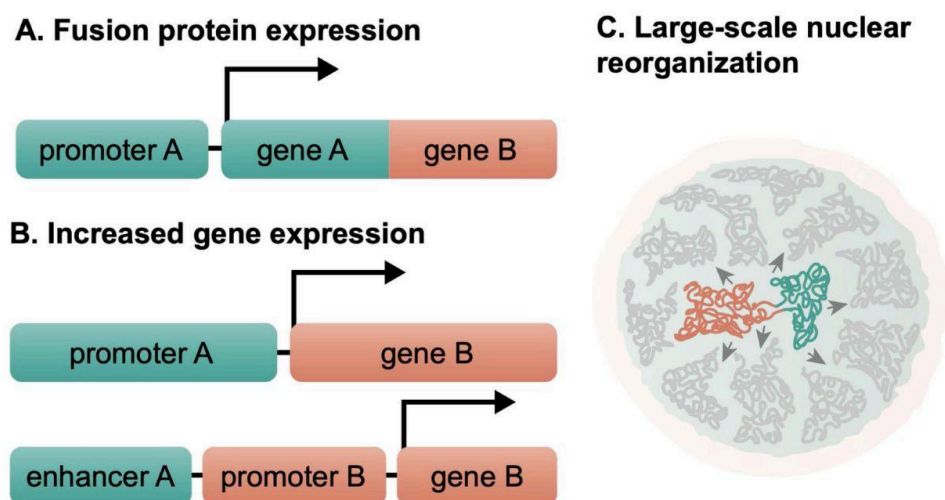 A. Fusion protein expression
promoter A
gene A
gene B
B. Increased gene expression
promoter A
gene B
enhancer A
promoter B
gene B
C. Large-scale nuclear
reorganization